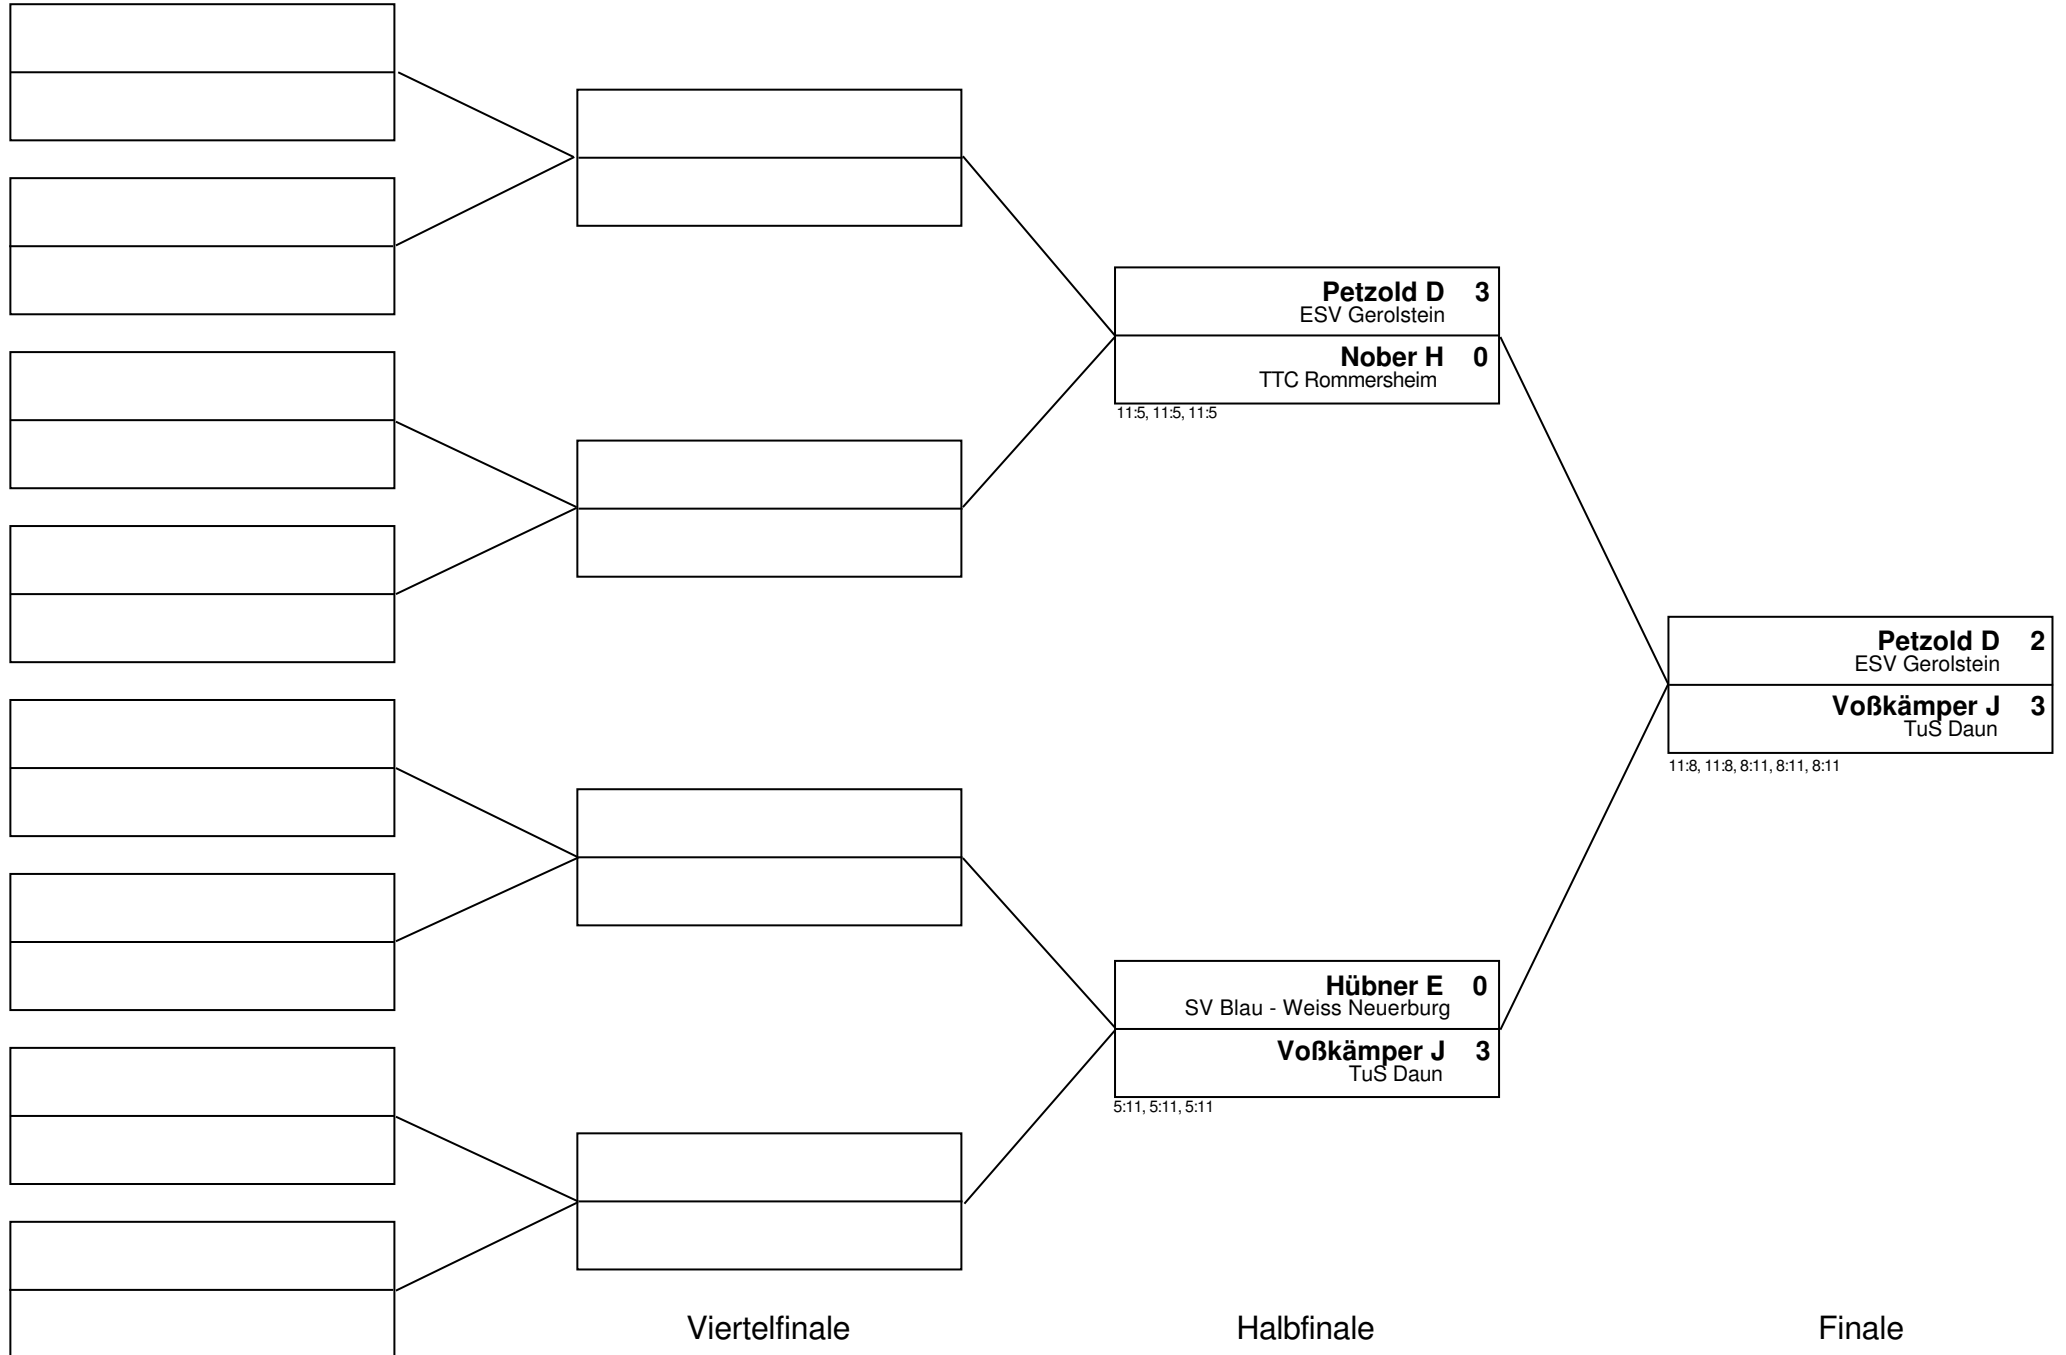 Petzold D 3
ESV Gerolstein
Nober H 0
TTC Rommersheim
11:5, 11:5, 11:5
Petzold D 2
ESV Gerolstein
Voßkämper J 3
TuS Daun
11:8, 11:8, 8:11, 8:11, 8:11
Hübner E 0
SV Blau - Weiss Neuerburg
Voßkämper J 3
TuS Daun
5:11, 5:11, 5:11
Viertelfinale
Halbfinale
Finale